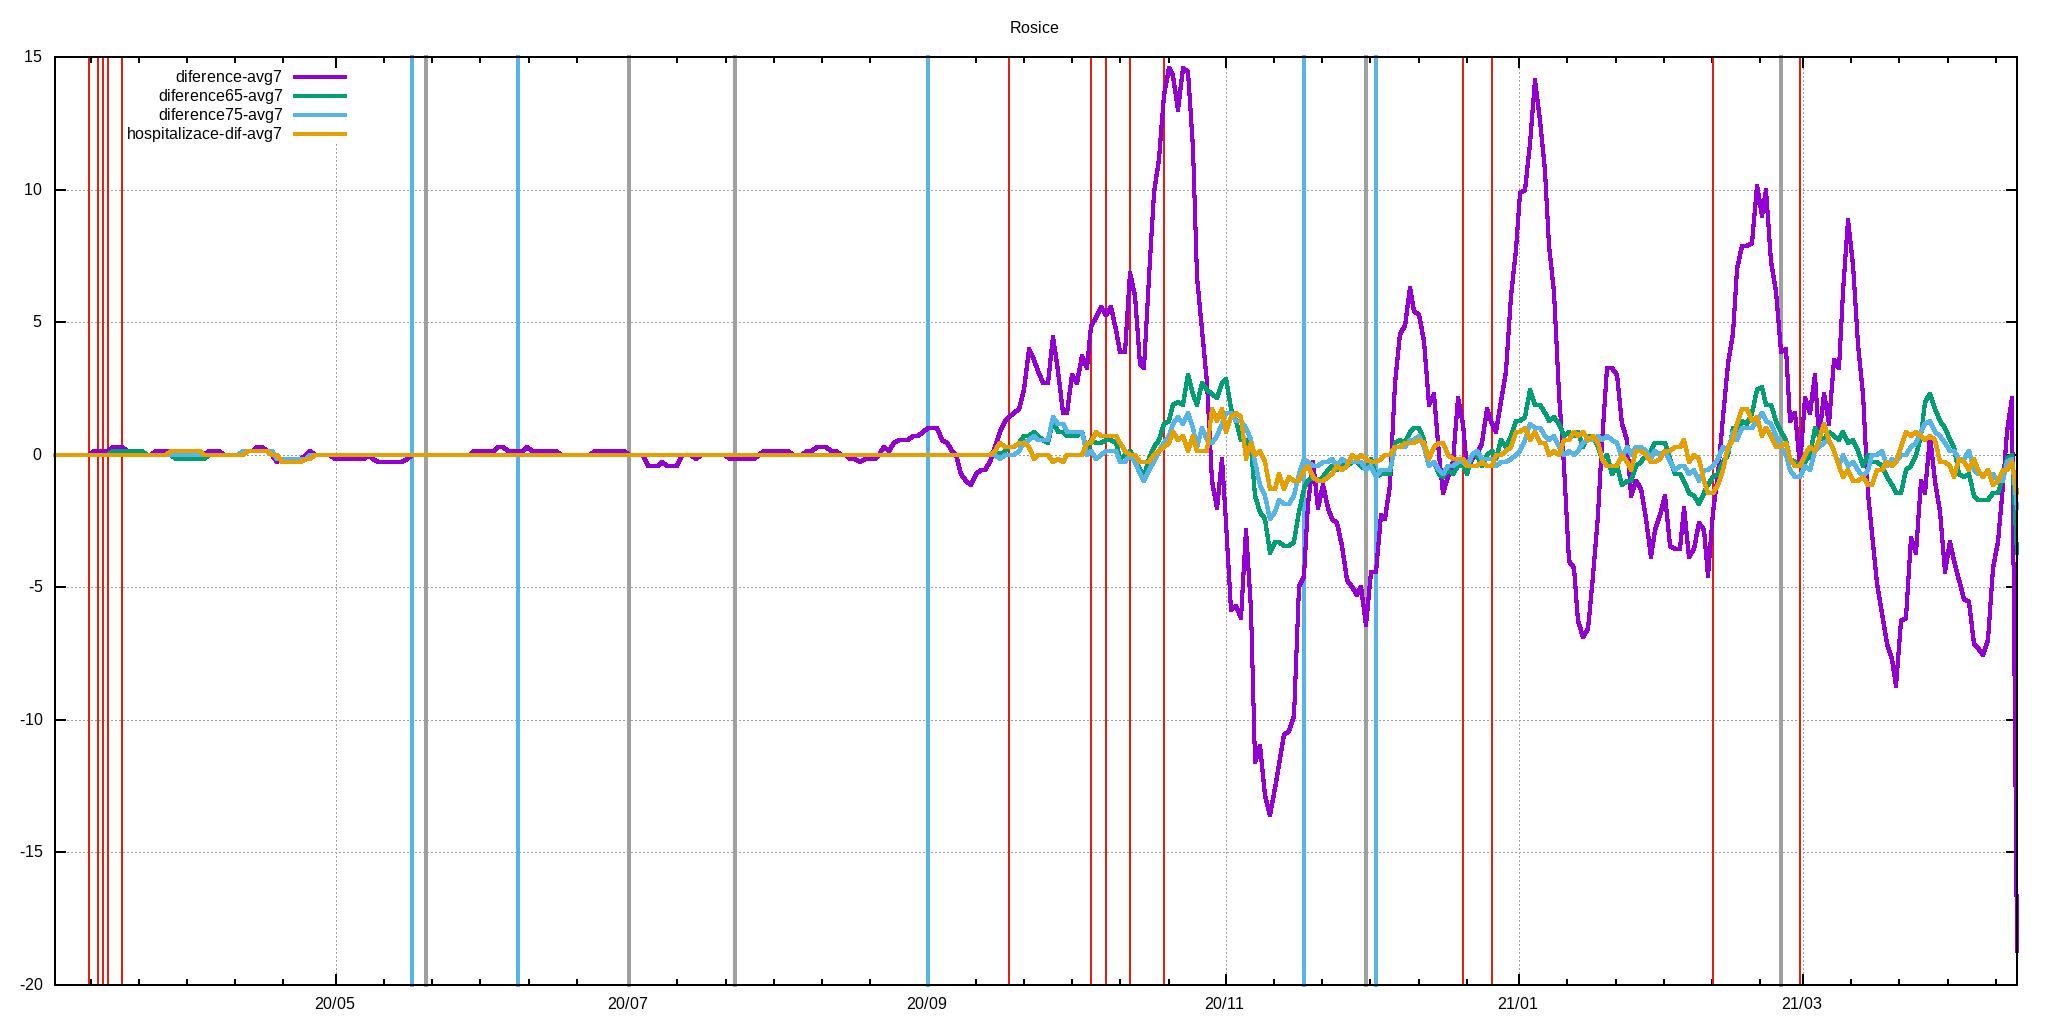 Rosice
15
10
5
0
-5
-10
-15
-20
diference-avg7
diference65-avg7
diference75-avg7
hospitalizace-dif-avg7
20/05 20/07 20/09 20/11 21/01 21/03